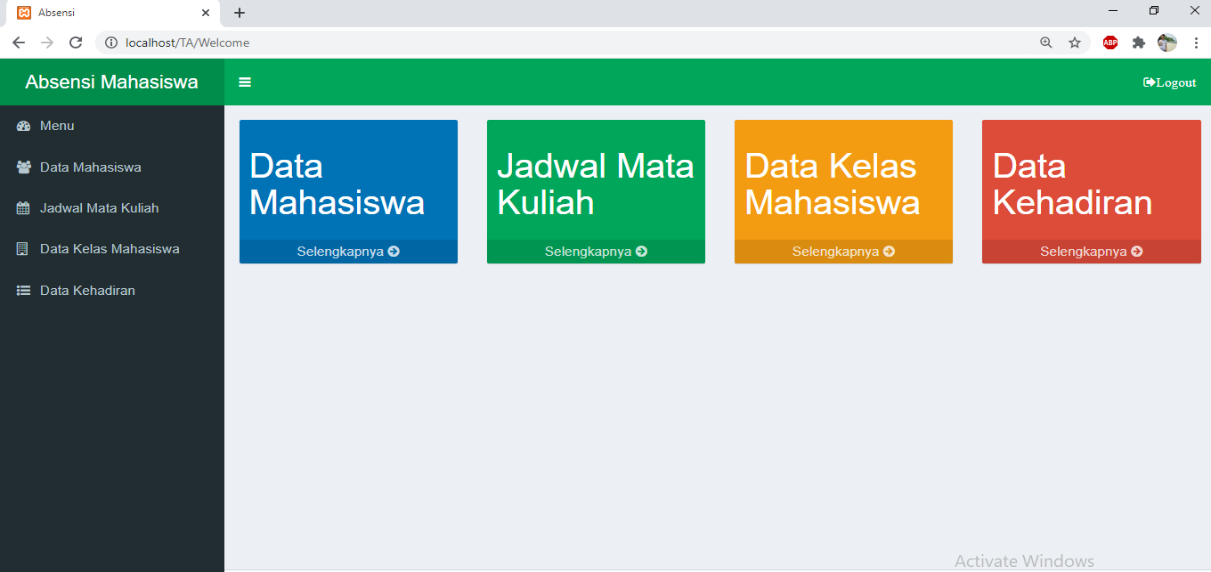 Absensi
localhost/TA/Welcome
ABP
Absensi Mahasiswa
Logout
Menu
Data Mahasiswa
Jadwal Mata Kuliah
Data Kelas Mahasiswa
Data Kehadiran
Data
Mahasiswa
Selengkapnya
Jadwal Mata
Kuliah
Selengkapnya
Data Kelas
Mahasiswa
Selengkapnya
Data
Kehadiran
Selengkapnya
Activate Windows